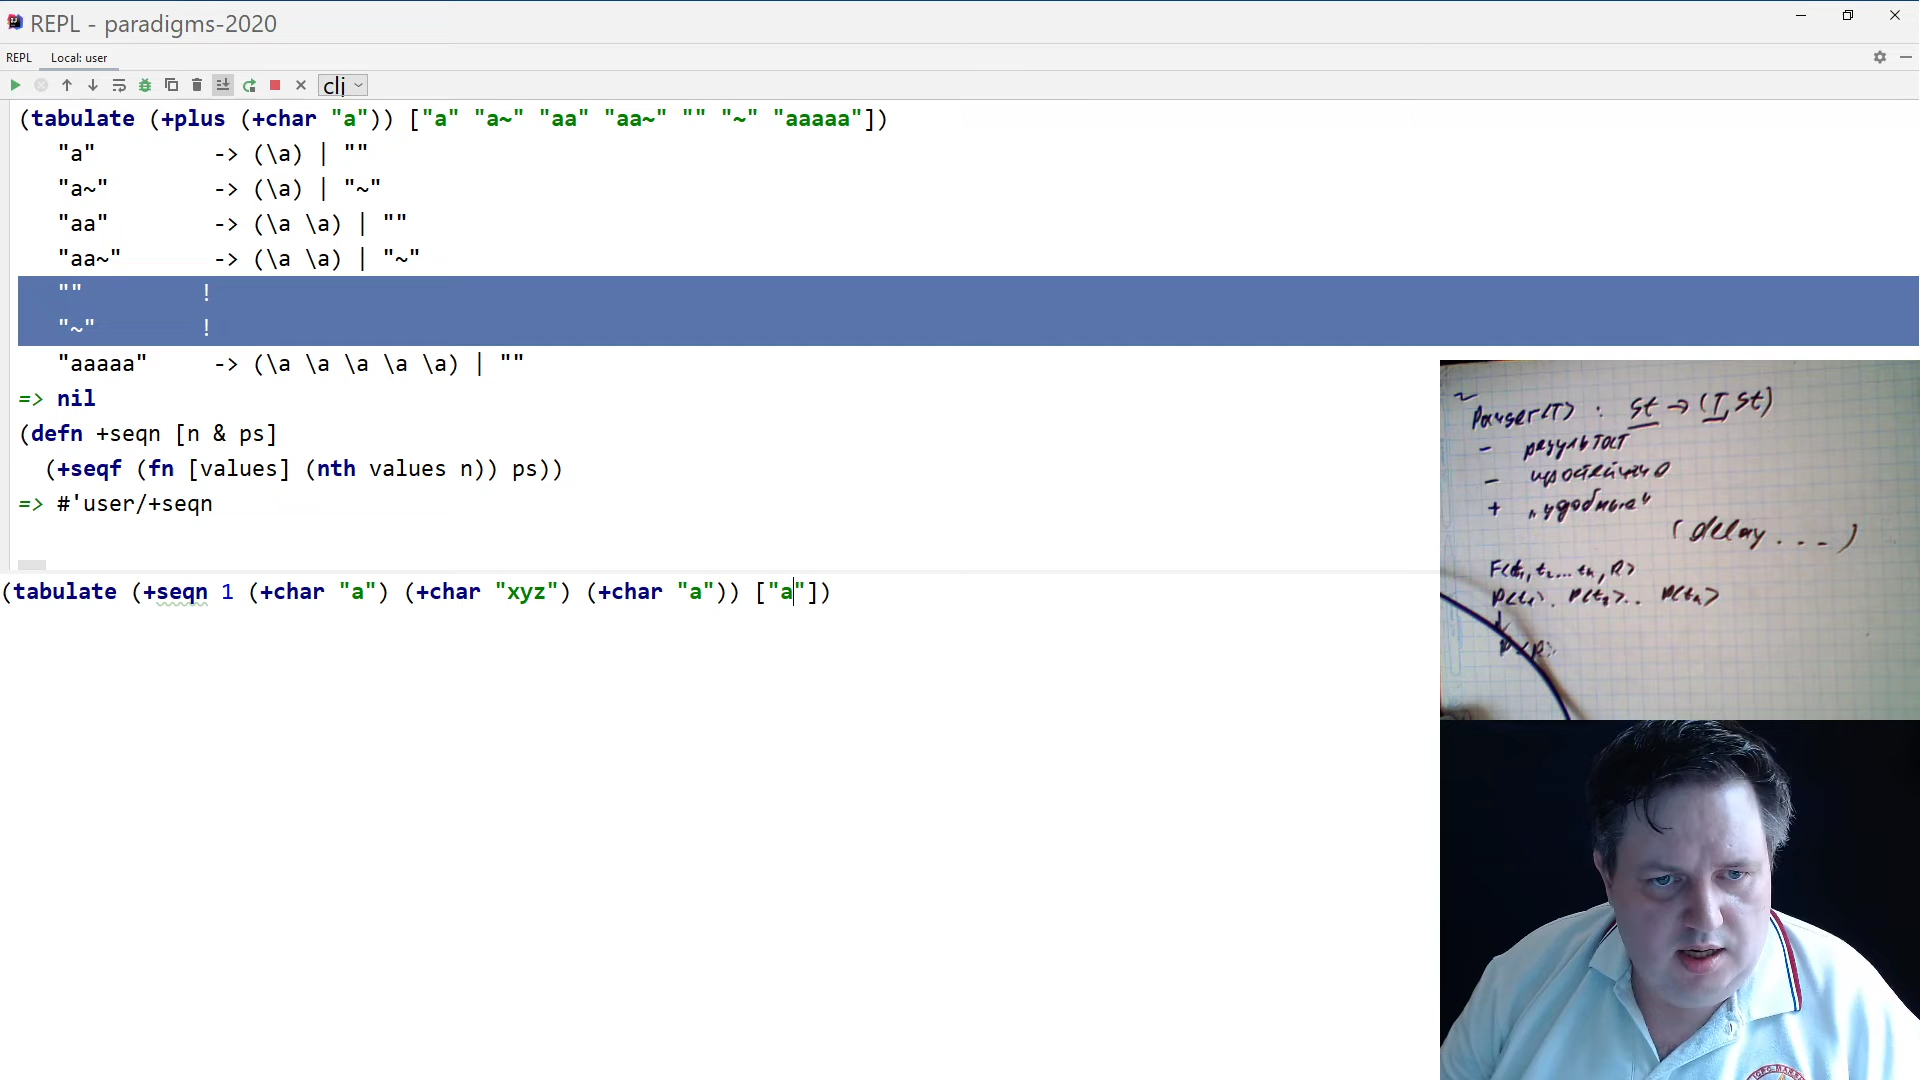 REPL - paradigms-2020
REPL Local: user
clj
(tabulate (+plus (+char "a")) ["a" "a~" "aa" "aa~" "" "~" "aaaaa"])
"a" -> (\a) | ""
"a~" -> (\a) | "~"
"aa" -> (\a \a) | ""
"aa~" -> (\a \a) | "~"
"" !
"~" !
"aaaaa" -> (\a \a \a \a \a) | ""
=> nil
(defn +seqn [n & ps]
(+seqf (fn [values] (nth values n)) ps))
=> #'user/+seqn
(tabulate (+seqn 1 (+char "a") (+char "xyz") (+char "a")) ["a"])
Parser(T) : St → (T, St)
- результат
+ „удобные"
(delay ...)